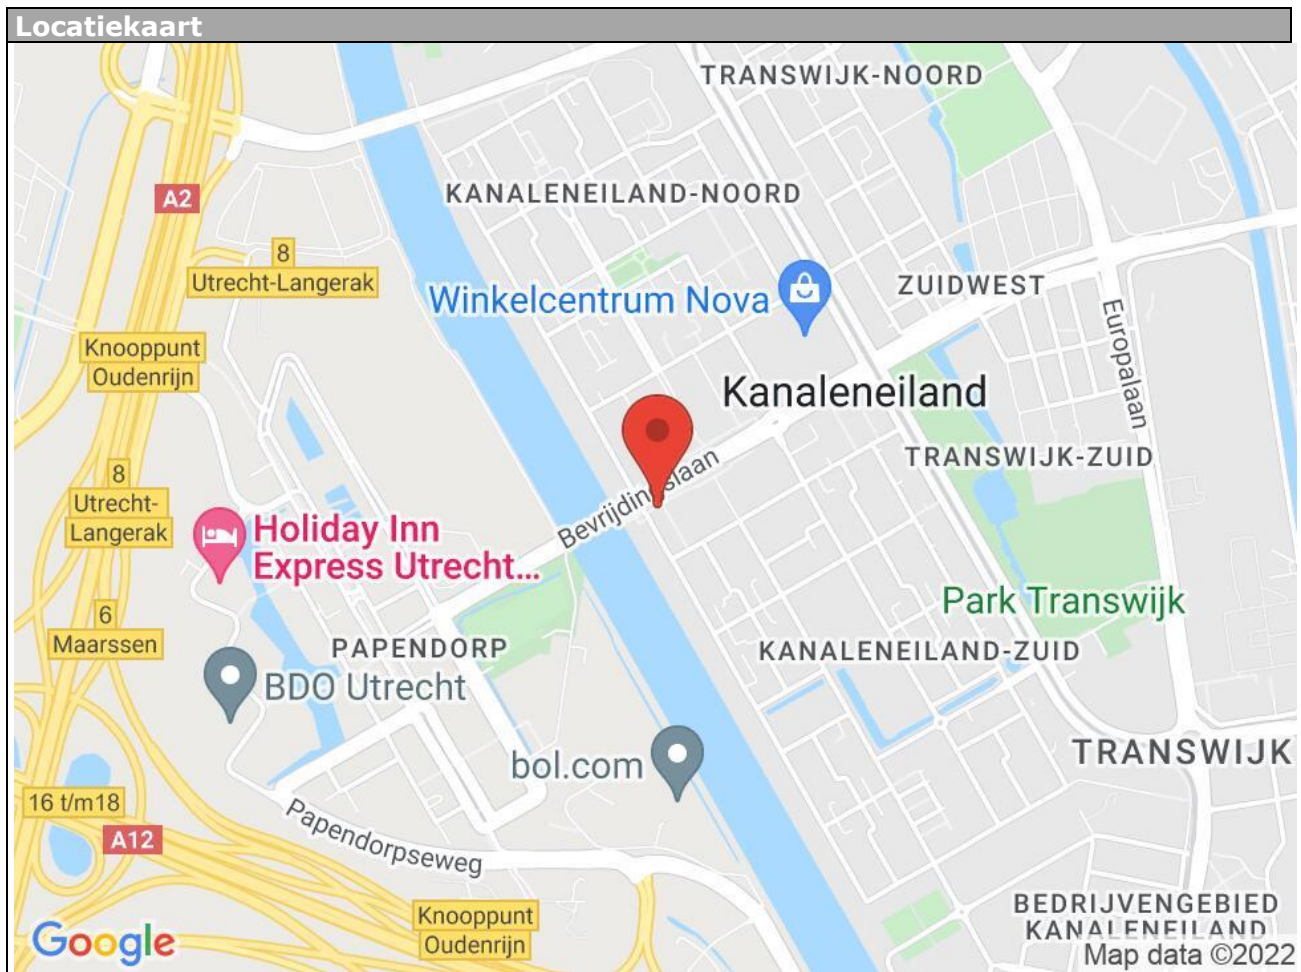 Locatiekaart
TRANSWIJK-NOORD
A2
KANALENEILAND-NOORD
8
Utrecht-Langerak
Winkelcentrum Nova
ZUIDWEST
Europalaan
Knooppunt
Oudenrijn
Kanaleneiland
TRANSWIJK-ZUID
8
Utrecht-
Langerak
Bevrijdingslaan
Holiday Inn
Express Utrecht...
Park Transwijk
6
Maarssen
PAPENDORP
KANALENEILAND-ZUID
BDO Utrecht
bol.com
TRANSWIJK
16 t/m18
A12
Papendorpseweg
Knooppunt
Oudenrijn
BEDRIJVENGEBIED
KANALENEILAND
Google
Map data ©2022